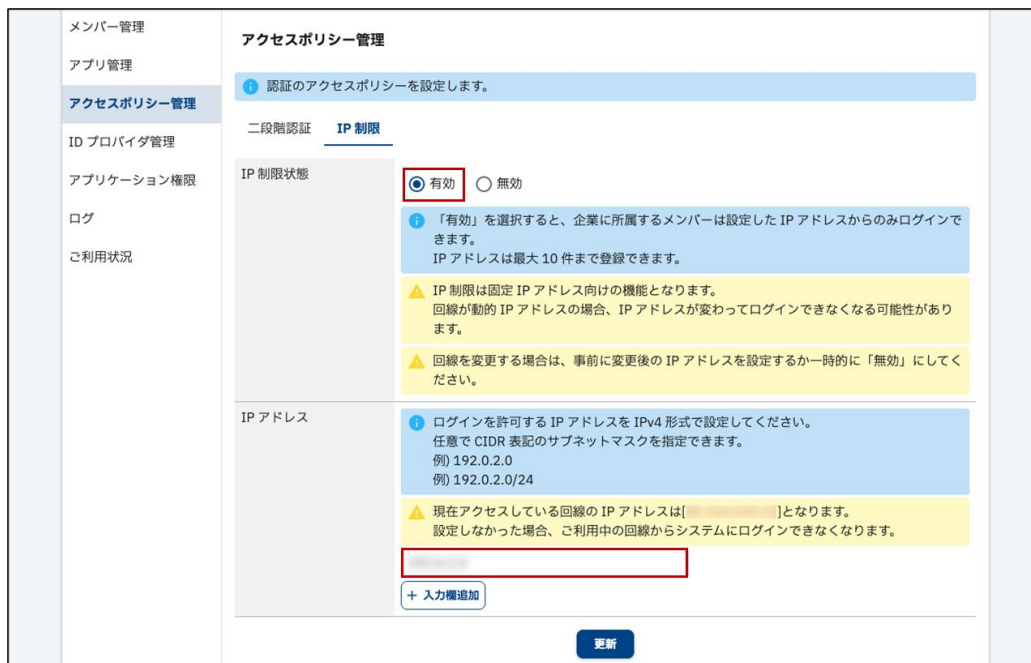 メンバー管理
アプリ管理
アクセスポリシー管理
ID プロバイダ管理
アプリケーション権限
ログ
ご利用状況
アクセスポリシー管理
認証のアクセスポリシーを設定します。
二段階認証 IP 制限
IP 制限状態
有効 無効
「有効」を選択すると、企業に所属するメンバーは設定した IP アドレスからのみログインで
きます。
IP アドレスは最大 10 件まで登録できます。
IP 制限は固定 IP アドレス向けの機能となります。
回線が動的 IP アドレスの場合、IP アドレスが変わってログインできなくなる可能性があり
ます。
回線を変更する場合は、事前に変更後の IP アドレスを設定するか一時的に「無効」にしてく
ださい。
IP アドレス
ログインを許可する IP アドレスを IPv4 形式で設定してください。
任意で CIDR 表記のサブネットマスクを指定できます。
例) 192.0.2.0
例) 192.0.2.0/24
現在アクセスしている回線の IP アドレスは[ ]となります。
設定しなかった場合、ご利用中の回線からシステムにログインできなくなります。
+ 入力欄追加
更新